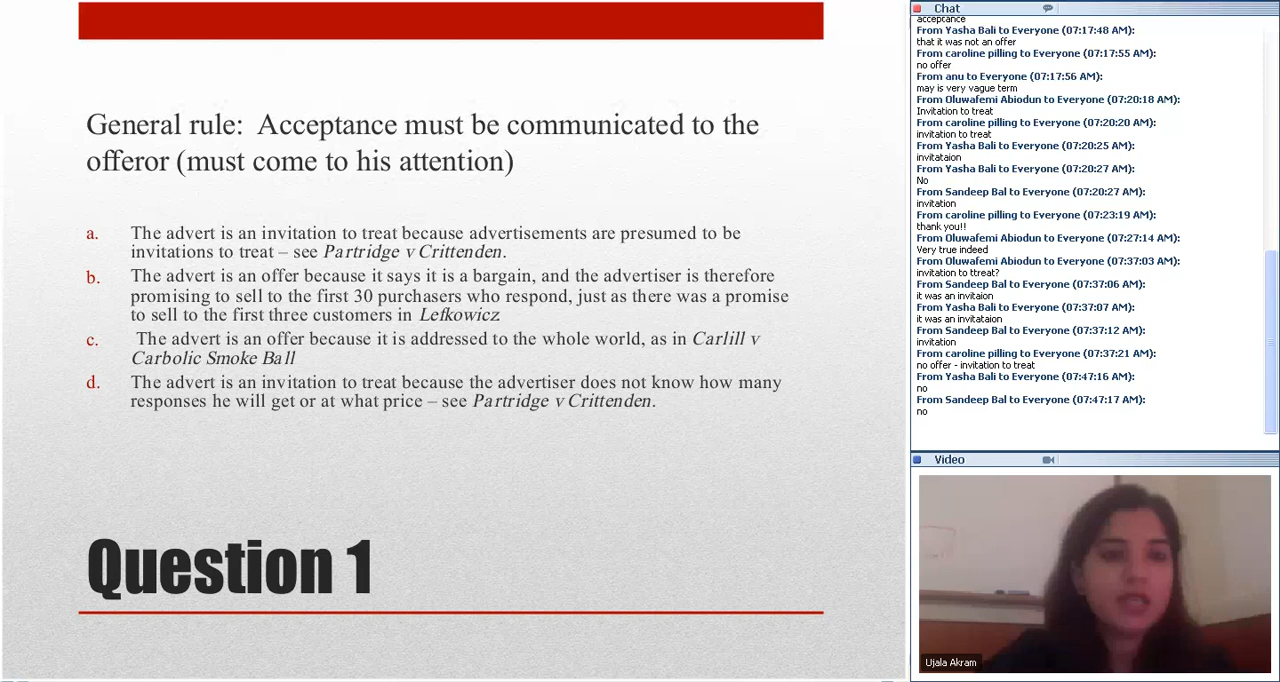 General rule:  Acceptance must be communicated to the
offeror (must come to his attention)
a. The advert is an invitation to treat because advertisements are presumed to be
invitations to treat – see Partridge v Crittenden.
b. The advert is an offer because it says it is a bargain, and the advertiser is therefore
promising to sell to the first 30 purchasers who respond, just as there was a promise
to sell to the first three customers in Lefkowicz
c. The advert is an offer because it is addressed to the whole world, as in Carlill v
Carbolic Smoke Ball
d. The advert is an invitation to treat because the advertiser does not know how many
responses he will get or at what price – see Partridge v Crittenden.
Question 1
Chat
acceptance
From Yasha Bali to Everyone (07:17:48 AM):
that it was not an offer
From caroline pilling to Everyone (07:17:55 AM):
no offer
From anu to Everyone (07:17:56 AM):
may is very vague term
From Oluwafemi Abiodun to Everyone (07:20:18 AM):
Invitation to treat
From caroline pilling to Everyone (07:20:20 AM):
invitation to treat
From Yasha Bali to Everyone (07:20:25 AM):
invitataion
From Yasha Bali to Everyone (07:20:27 AM):
No
From Sandeep Bal to Everyone (07:20:27 AM):
invitation
From caroline pilling to Everyone (07:23:19 AM):
thank you!!
From Oluwafemi Abiodun to Everyone (07:27:14 AM):
Very true indeed
From Oluwafemi Abiodun to Everyone (07:37:03 AM):
invitation to ttreat?
From Sandeep Bal to Everyone (07:37:06 AM):
it was an invitaion
From Yasha Bali to Everyone (07:37:07 AM):
it was an invitataion
From Sandeep Bal to Everyone (07:37:12 AM):
invitation
From caroline pilling to Everyone (07:37:21 AM):
no offer - invitation to treat
From Yasha Bali to Everyone (07:47:16 AM):
no
From Sandeep Bal to Everyone (07:47:17 AM):
no
Video
Ujala Akram